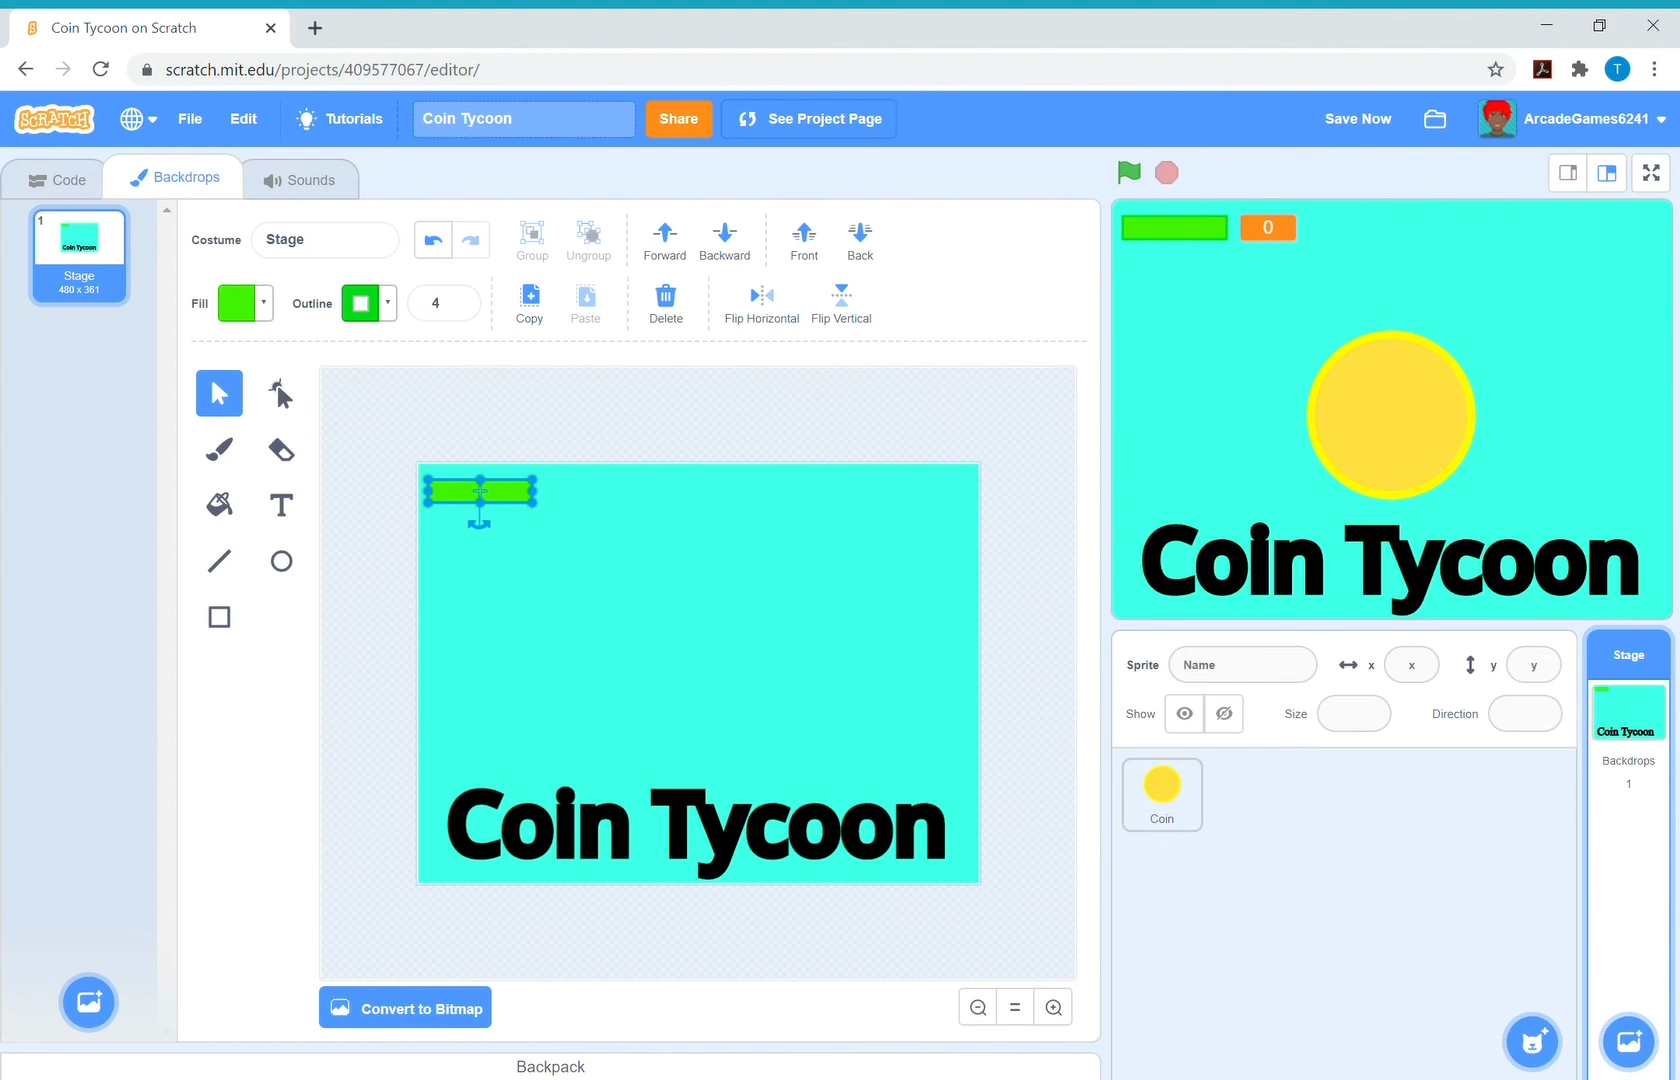 Coin Tycoon on Scratch
scratch.mit.edu/projects/409577067/editor/
T
SCRATCH
File
Edit
Tutorials
Coin Tycoon
Share
See Project Page
Save Now
ArcadeGames6241
Code
Backdrops
Sounds
1
Coin Tycoon
Stage
480 x 361
Costume
Stage
Group
Ungroup
Forward
Backward
Front
Back
Fill
Outline
4
Copy
Paste
Delete
Flip Horizontal
Flip Vertical
T
Coin Tycoon
Convert to Bitmap
Backpack
0
Coin Tycoon
Sprite
Name
x
x
y
y
Show
Size
Direction
Coin
Stage
Coin Tycoon
Backdrops
1